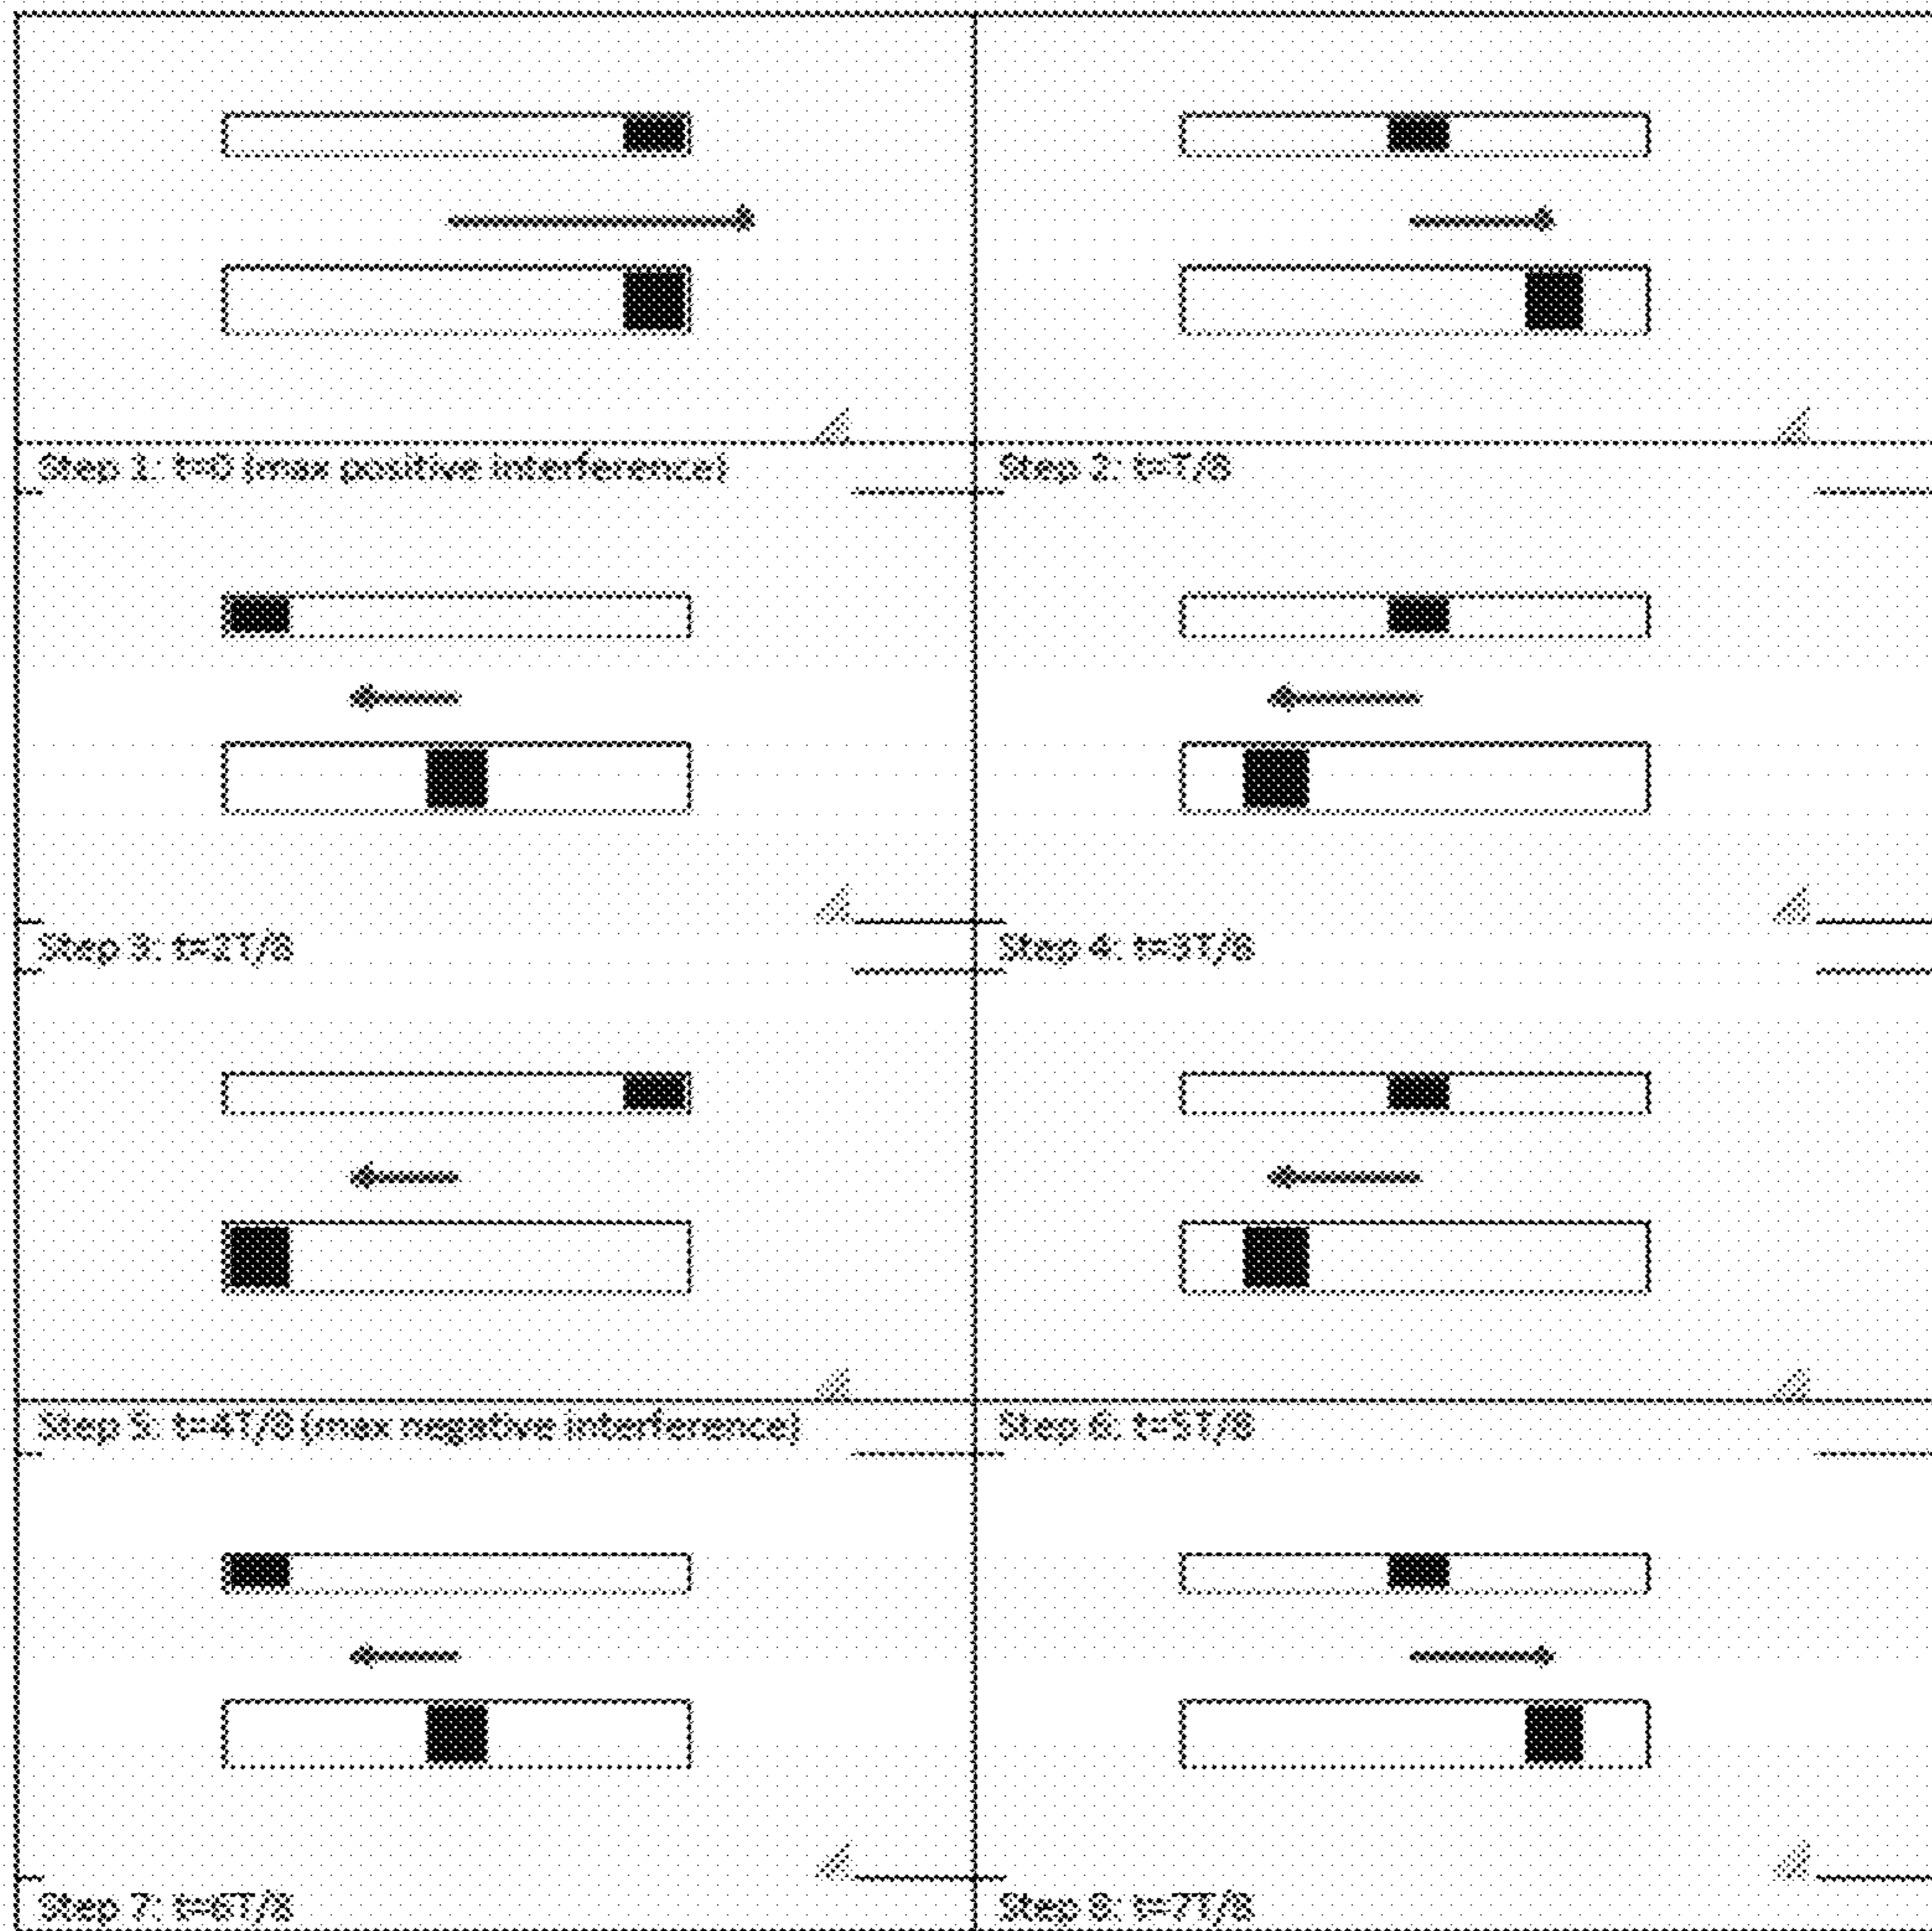 Step 1: t=0 (max positive interference)
Step 2: t=T/8
Step 3: t=2T/8
Step 4: t=3T/8
Step 5: t=4T/8 (max negative interference)
Step 6: t=5T/8
Step 7: t=6T/8
Step 8: t=7T/8